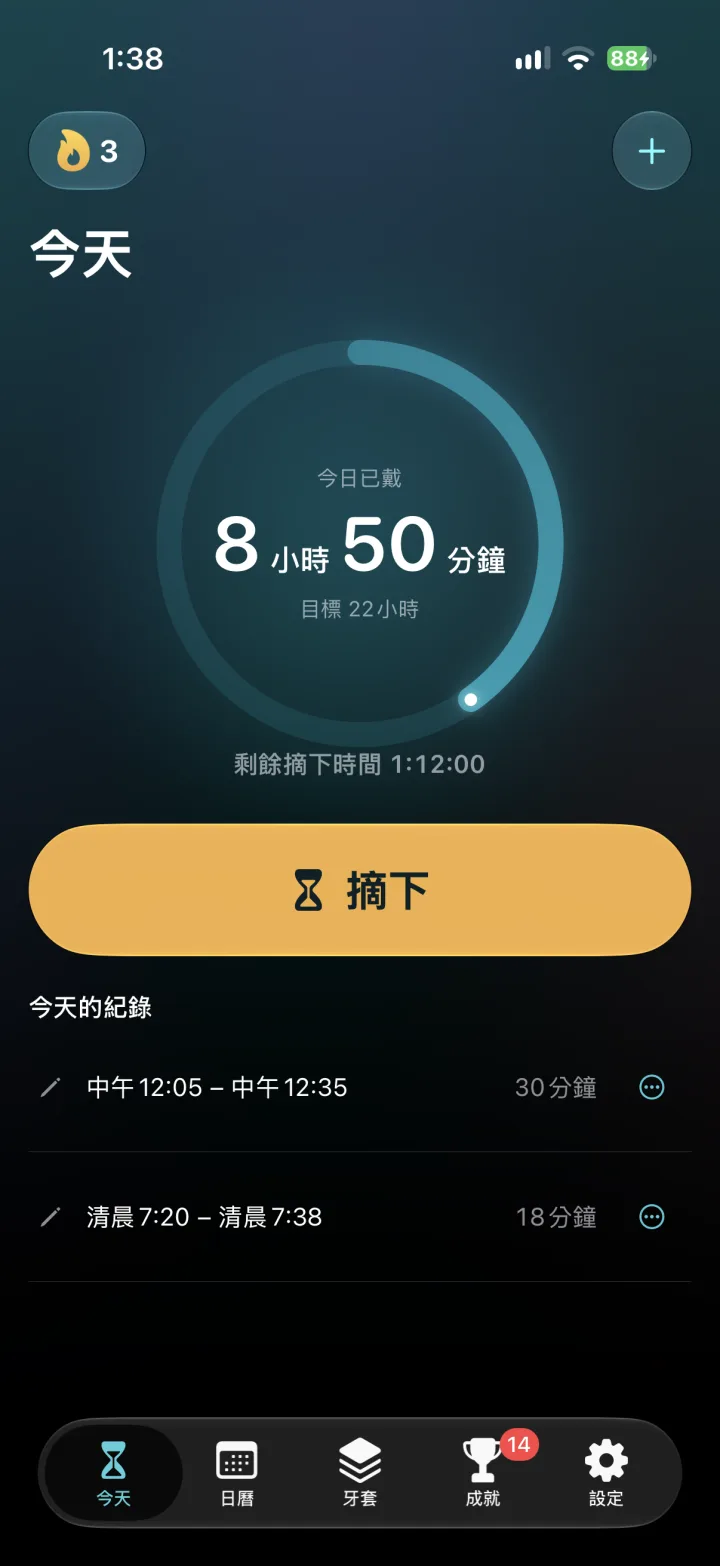 1:38
88
3
今天
今日已戴
8 小時 50 分鐘
目標 22小時
剩餘摘下時間 1:12:00
摘下
今天的紀錄
中午12:05 – 中午12:35 30分鐘
清晨7:20 – 清晨7:38 18分鐘
14
今天 日曆 牙套 成就 設定